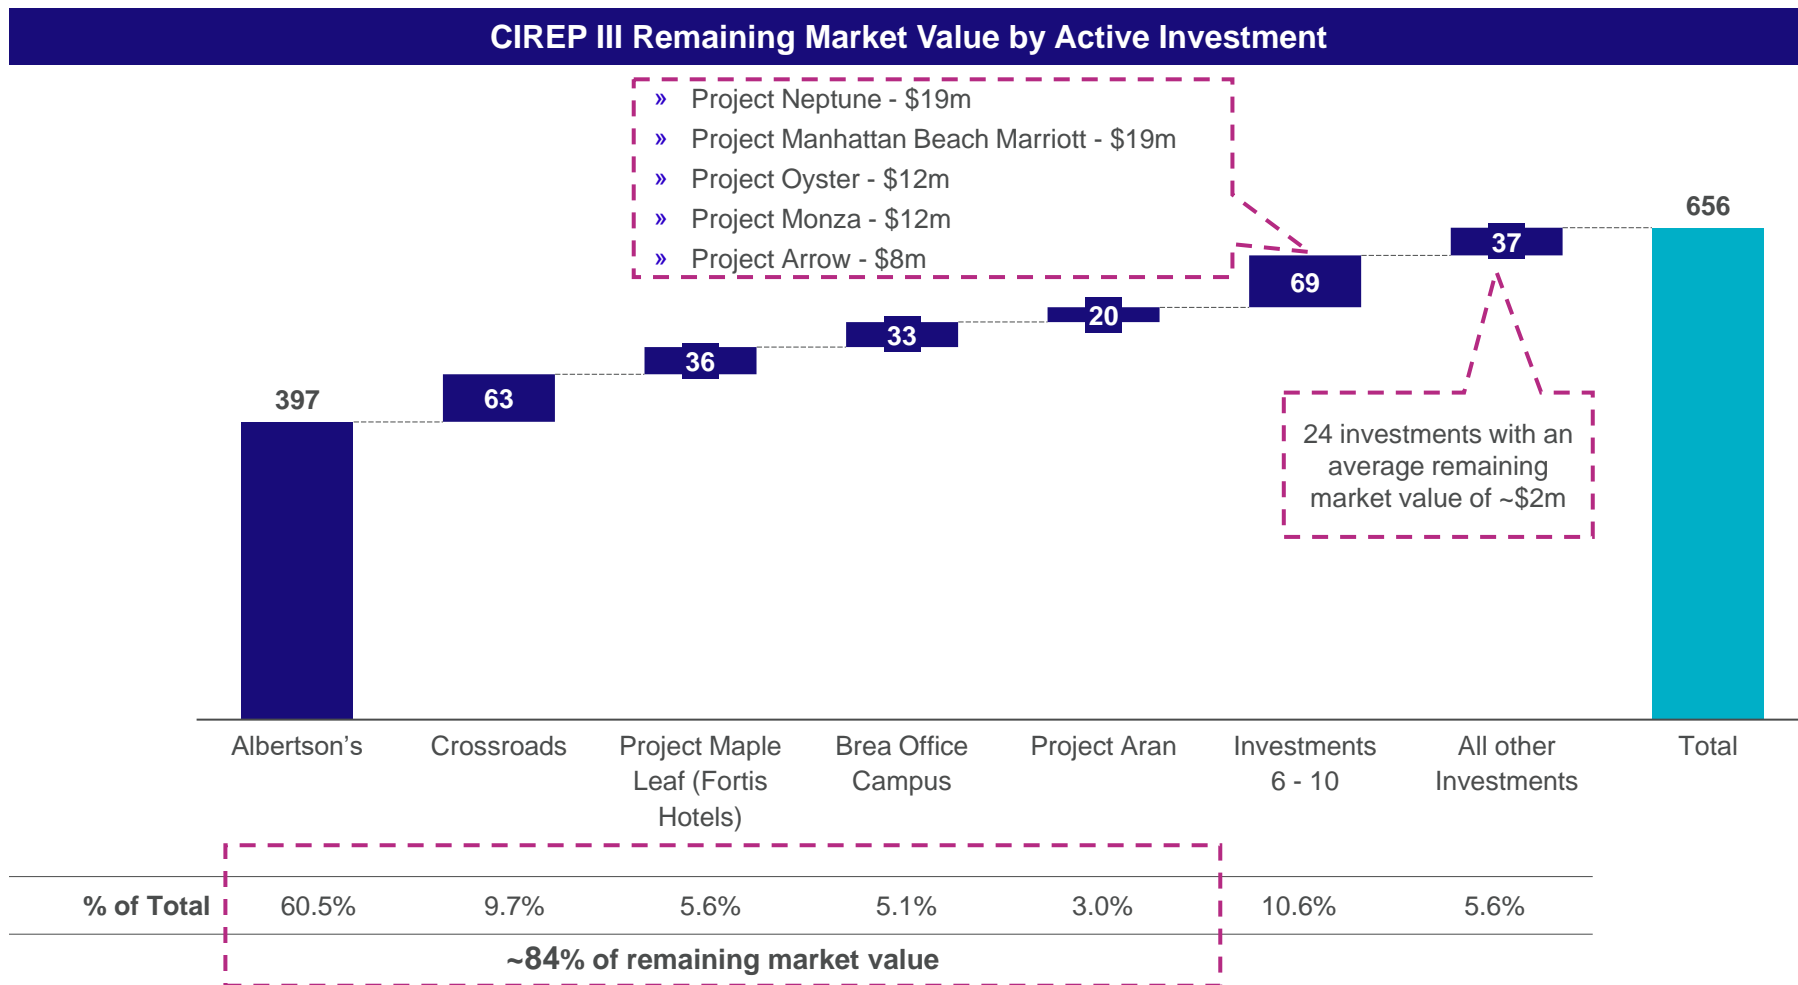 CIREP III Remaining Market Value by Active Investment
» Project Neptune - $19m
» Project Manhattan Beach Marriott - $19m
» Project Oyster - $12m
» Project Monza - $12m
» Project Arrow - $8m
397
63
36
33
20
69
37
656
24 investments with an
average remaining
market value of ~$2m
Albertson’s
Crossroads
Project Maple
Leaf (Fortis
Hotels)
Brea Office
Campus
Project Aran
Investments
6 - 10
All other
Investments
Total
% of Total 60.5% 9.7% 5.6% 5.1% 3.0% 10.6% 5.6%
~84% of remaining market value